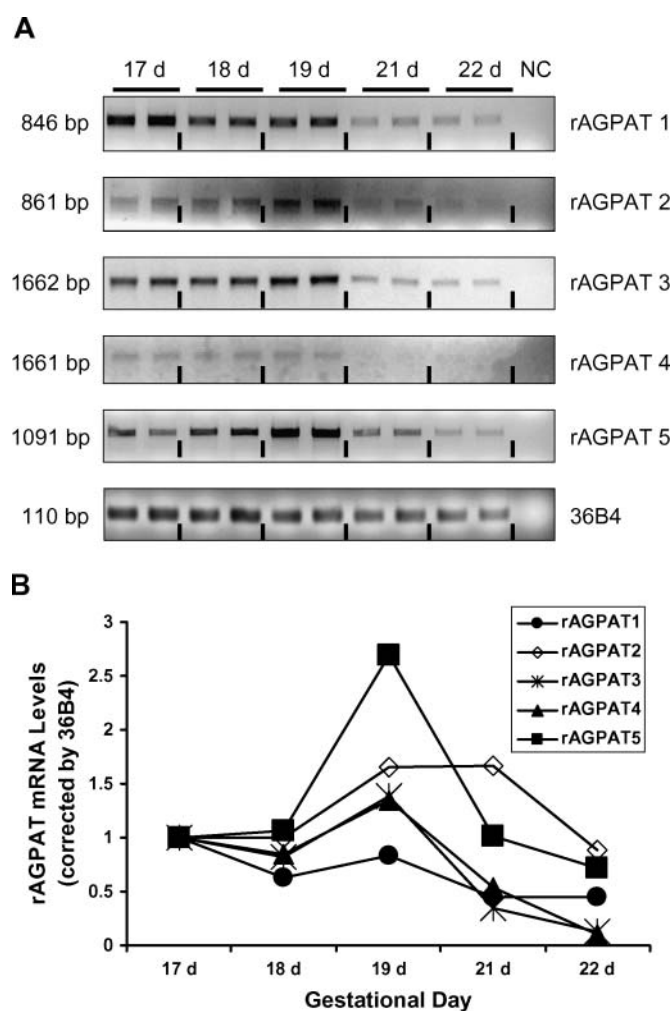 A
17 d 18 d 19 d 21 d 22 d NC
846 bp rAGPAT 1
861 bp rAGPAT 2
1662 bp rAGPAT 3
1661 bp rAGPAT 4
1091 bp rAGPAT 5
110 bp 36B4
B
rAGPAT mRNA Levels
(corrected by 36B4)
3
2.5
2
1.5
1
0.5
0
rAGPAT1
rAGPAT2
rAGPAT3
rAGPAT4
rAGPAT5
17 d 18 d 19 d 21 d 22 d
Gestational Day